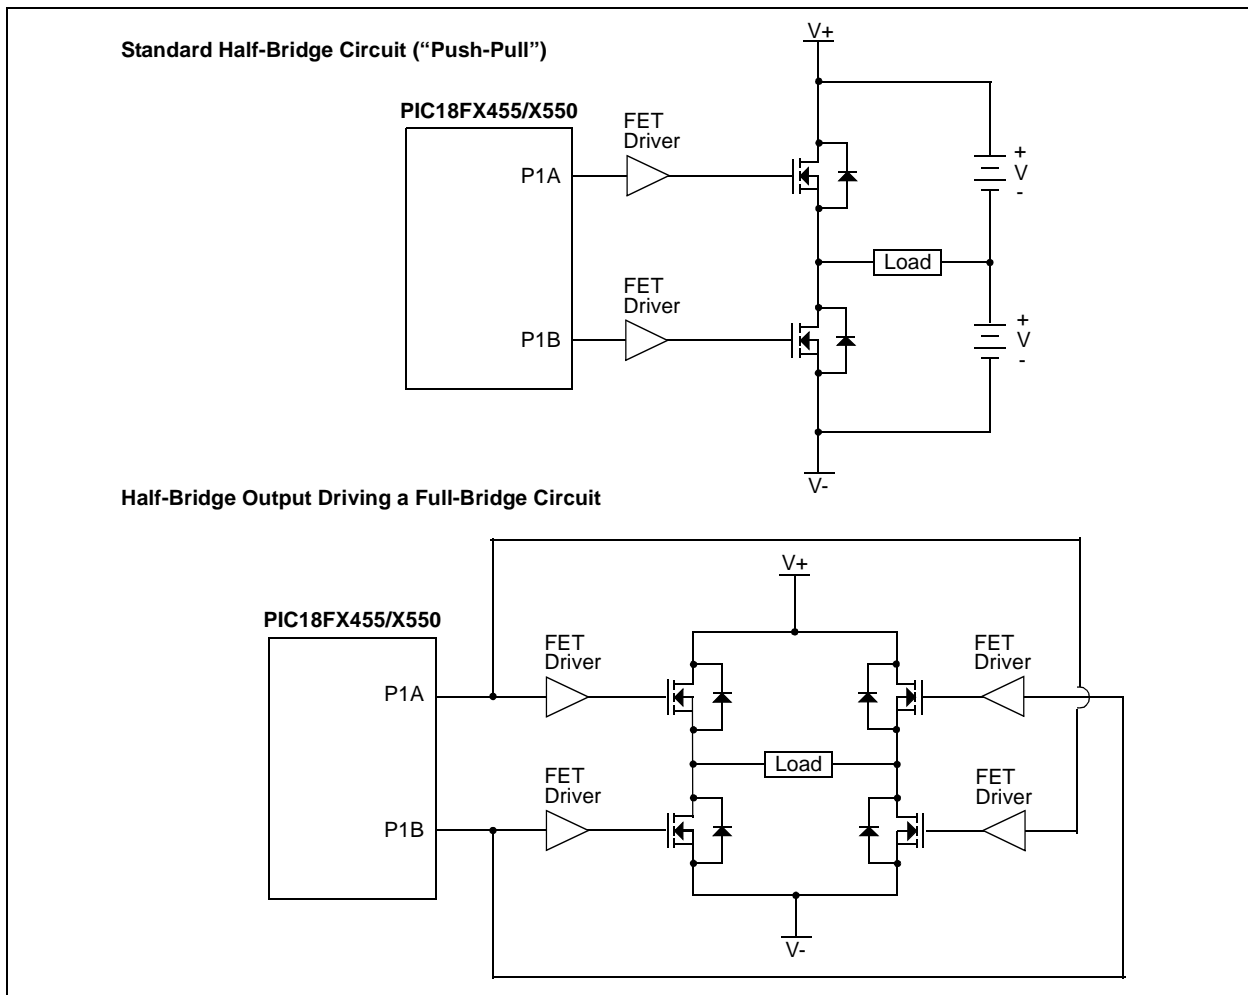 Standard Half-Bridge Circuit (“Push-Pull”)
V+
PIC18FX455/X550
FET
Driver
P1A
+
V
-
Load
FET
Driver
P1B
+
V
-
V-
Half-Bridge Output Driving a Full-Bridge Circuit
V+
PIC18FX455/X550
FET
Driver
FET
Driver
P1A
Load
FET
Driver
FET
Driver
P1B
V-